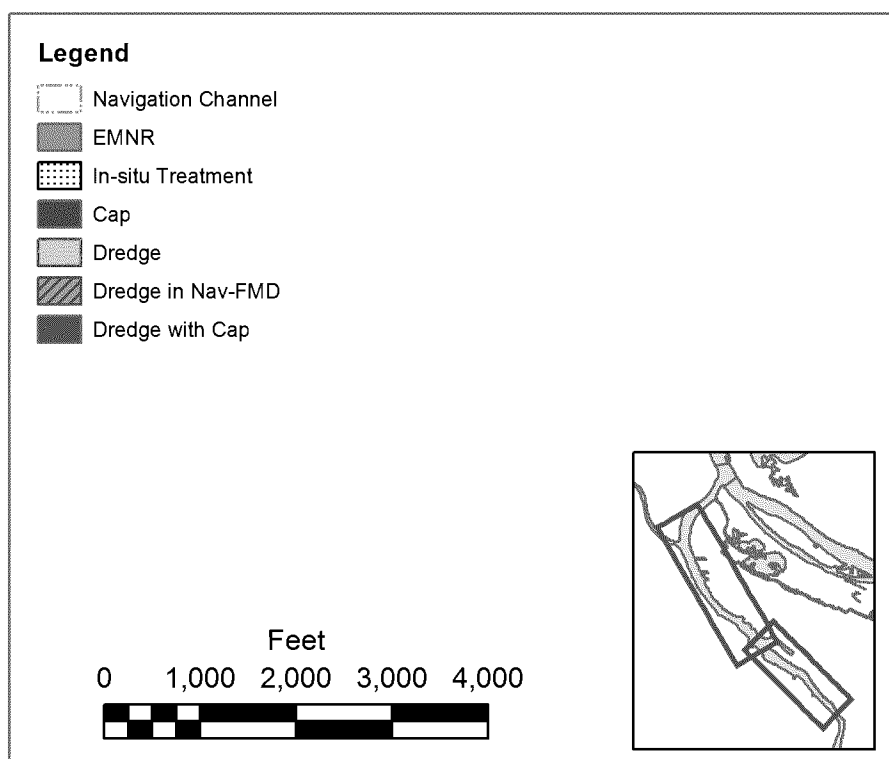 Legend
Navigation Channel
EMNR
In-situ Treatment
Cap
Dredge
Dredge in Nav-FMD
Dredge with Cap
Feet
0 1,000 2,000 3,000 4,000